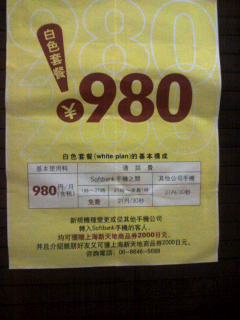 白色套餐
980
白色套餐(white plan)的基本構成
基本使用料
通話費
Softbank手機之間
其他公司手機
980円/月
(含稅)
1時~21時
21時~凌晨1時
21円/30秒
免費
21円/30秒
新規機種變更或從其他手機公司
轉入Softbank手機的客人,
均可獲贈上海新天地商品券2000日元。
并且介紹親朋好友又可獲上海新天地商品券2000日元。
咨詢電話:06-6646-5088